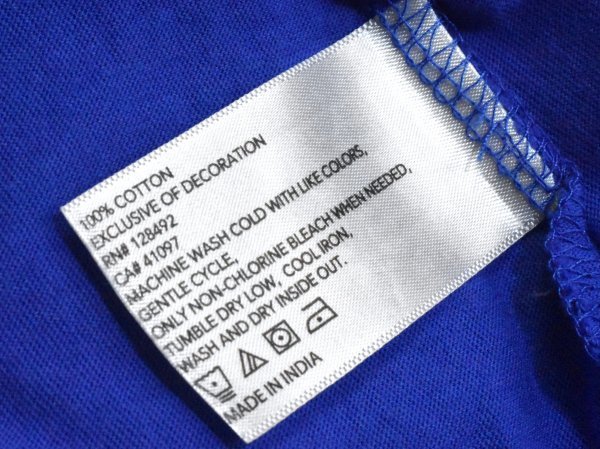 100% COTTON
EXCLUSIVE OF DECORATION
RN# 128492
CA# 41097
MACHINE WASH COLD WITH LIKE COLORS,
GENTLE CYCLE.
ONLY NON-CHLORINE BLEACH WHEN NEEDED,
TUMBLE DRY LOW, COOL IRON,
WASH AND DRY INSIDE OUT.
MADE IN INDIA